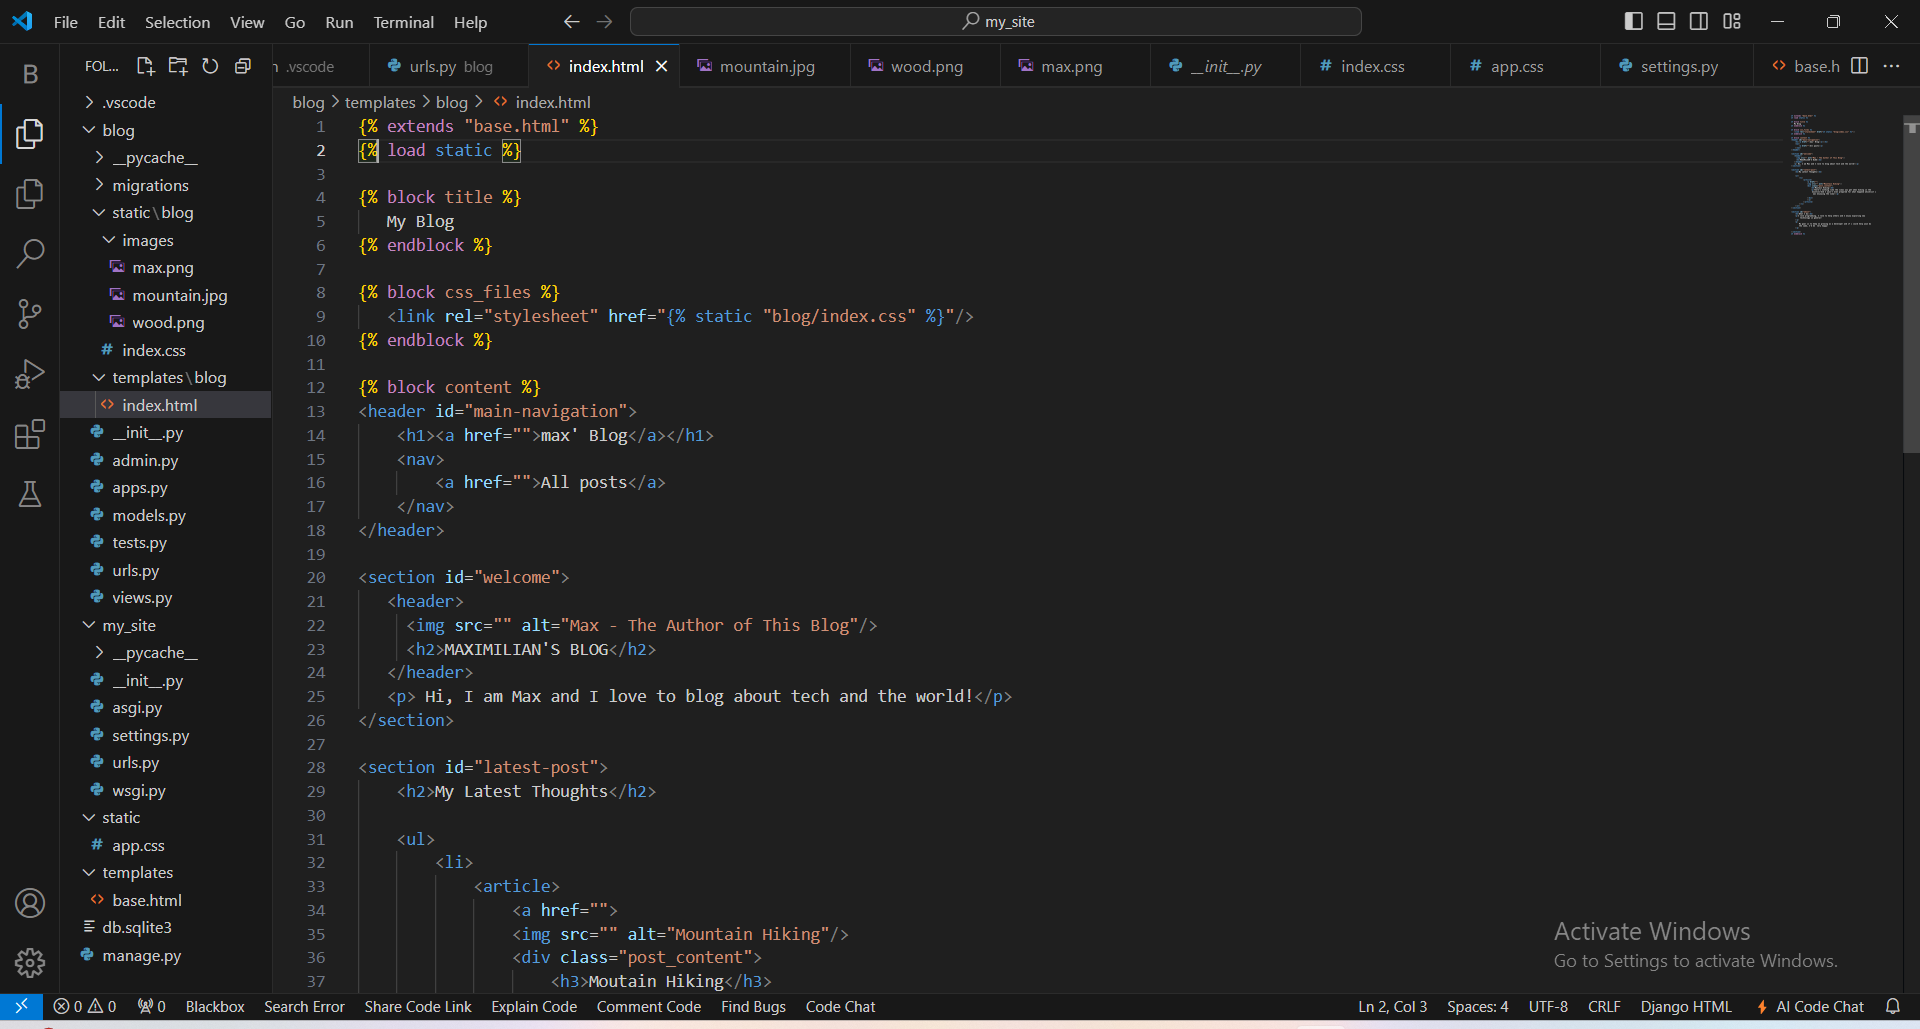 File Edit Selection View Go Run Terminal Help
my_site
FOL...
.vscode
urls.py blog
index.html
mountain.jpg
wood.png
max.png
__init__.py
index.css
app.css
settings.py
base.h
blog > templates > blog > index.html
.vscode
blog
__pycache__
migrations
static\blog
images
max.png
mountain.jpg
wood.png
index.css
templates\blog
index.html
__init__.py
admin.py
apps.py
models.py
tests.py
urls.py
views.py
my_site
__pycache__
__init__.py
asgi.py
settings.py
urls.py
wsgi.py
static
app.css
templates
base.html
db.sqlite3
manage.py
1 {% extends "base.html" %}
2 {% load static %}
3
4 {% block title %}
5 My Blog
6 {% endblock %}
7
8 {% block css_files %}
9 <link rel="stylesheet" href="{% static "blog/index.css" %}"/>
10 {% endblock %}
11
12 {% block content %}
13 <header id="main-navigation">
14 <h1><a href="">max' Blog</a></h1>
15 <nav>
16 <a href="">All posts</a>
17 </nav>
18 </header>
19
20 <section id="welcome">
21 <header>
22 <img src="" alt="Max - The Author of This Blog"/>
23 <h2>MAXIMILIAN'S BLOG</h2>
24 </header>
25 <p> Hi, I am Max and I love to blog about tech and the world!</p>
26 </section>
27
28 <section id="latest-post">
29 <h2>My Latest Thoughts</h2>
30
31 <ul>
32 <li>
33 <article>
34 <a href="">
35 <img src="" alt="Mountain Hiking"/>
36 <div class="post_content">
37 <h3>Moutain Hiking</h3>
Activate Windows
Go to Settings to activate Windows.
0 0 0 Blackbox Search Error Share Code Link Explain Code Comment Code Find Bugs Code Chat
Ln 2, Col 3 Spaces: 4 UTF-8 CRLF Django HTML AI Code Chat